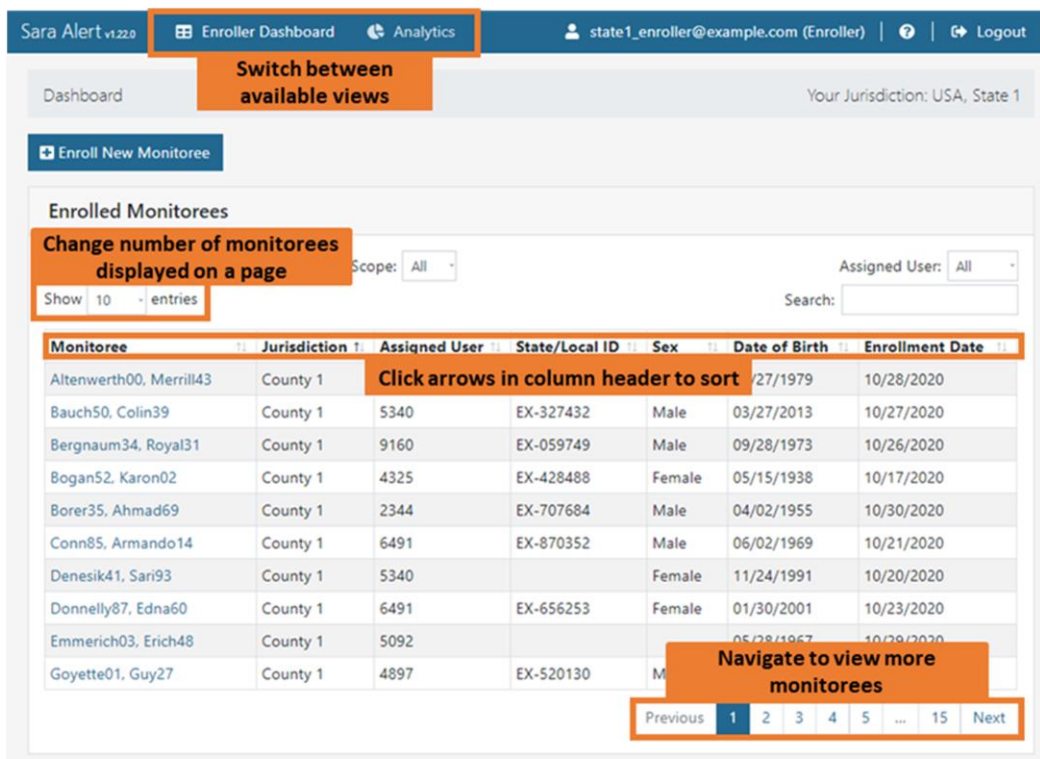 Sara Alert v1.22.0 Enroller Dashboard Analytics state1_enroller@example.com (Enroller) | ? | Logout
Switch between
available views
Dashboard Your Jurisdiction: USA, State 1
Enroll New Monitoree
Enrolled Monitorees
Change number of monitorees
displayed on a page
Scope: All Assigned User: All
Show 10 entries Search:
Monitoree Jurisdiction Assigned User State/Local ID Sex Date of Birth Enrollment Date
Click arrows in column header to sort
Altenwerth00, Merrill43 County 1 /27/1979 10/28/2020
Bauch50, Colin39 County 1 5340 EX-327432 Male 03/27/2013 10/27/2020
Bergnaum34, Royal31 County 1 9160 EX-059749 Male 09/28/1973 10/26/2020
Bogan52, Karon02 County 1 4325 EX-428488 Female 05/15/1938 10/17/2020
Borer35, Ahmad69 County 1 2344 EX-707684 Male 04/02/1955 10/30/2020
Conn85, Armando14 County 1 6491 EX-870352 Male 06/02/1969 10/21/2020
Denesik41, Sari93 County 1 5340 Female 11/24/1991 10/20/2020
Donnelly87, Edna60 County 1 6491 EX-656253 Female 01/30/2001 10/23/2020
Emmerich03, Erich48 County 1 5092 05/28/1967 10/29/2020
Goyette01, Guy27 County 1 4897 EX-520130 M
Navigate to view more
monitorees
Previous 1 2 3 4 5 ... 15 Next